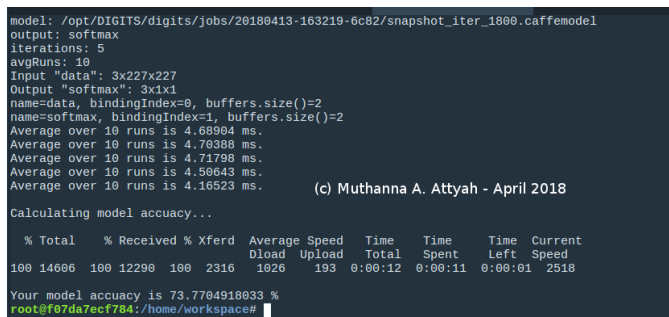 model: /opt/DIGITS/digits/jobs/20180413-163219-6c82/snapshot_iter_1800.caffemodel
output: softmax
iterations: 5
avgRuns: 10
Input "data": 3x227x227
Output "softmax": 3x1x1
name=data, bindingIndex=0, buffers.size()=2
name=softmax, bindingIndex=1, buffers.size()=2
Average over 10 runs is 4.68904 ms.
Average over 10 runs is 4.70388 ms.
Average over 10 runs is 4.71798 ms.
Average over 10 runs is 4.50643 ms.
Average over 10 runs is 4.16523 ms.
(c) Muthanna A. Attyah - April 2018
Calculating model accuacy...
% Total % Received % Xferd Average Speed Time Time Time Current
Dload Upload Total Spent Left Speed
100 14606 100 12290 100 2316 1026 193 0:00:12 0:00:11 0:00:01 2518
Your model accuacy is 73.7704918033 %
root@f07da7ecf784:/home/workspace#